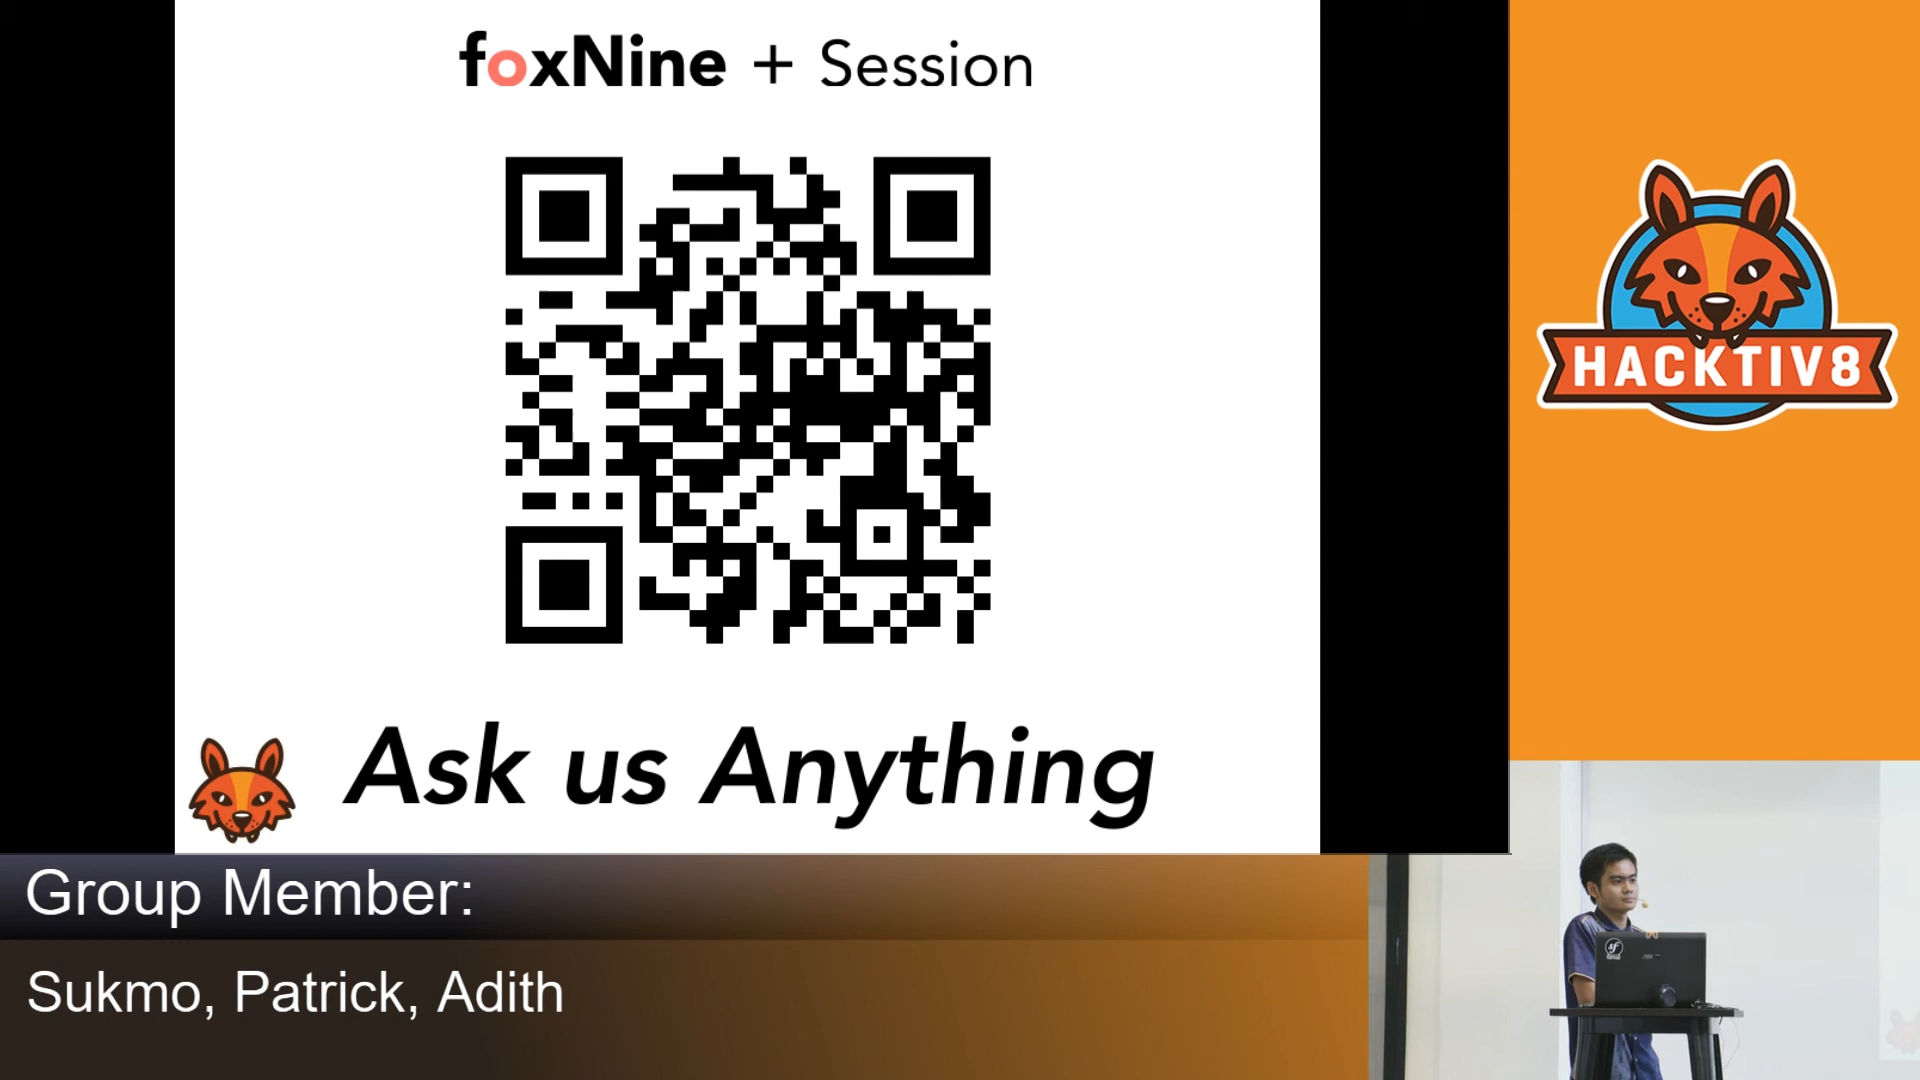 foxNine + Session
HACKTIV8
Ask us Anything
Group Member:
Sukmo, Patrick, Adith